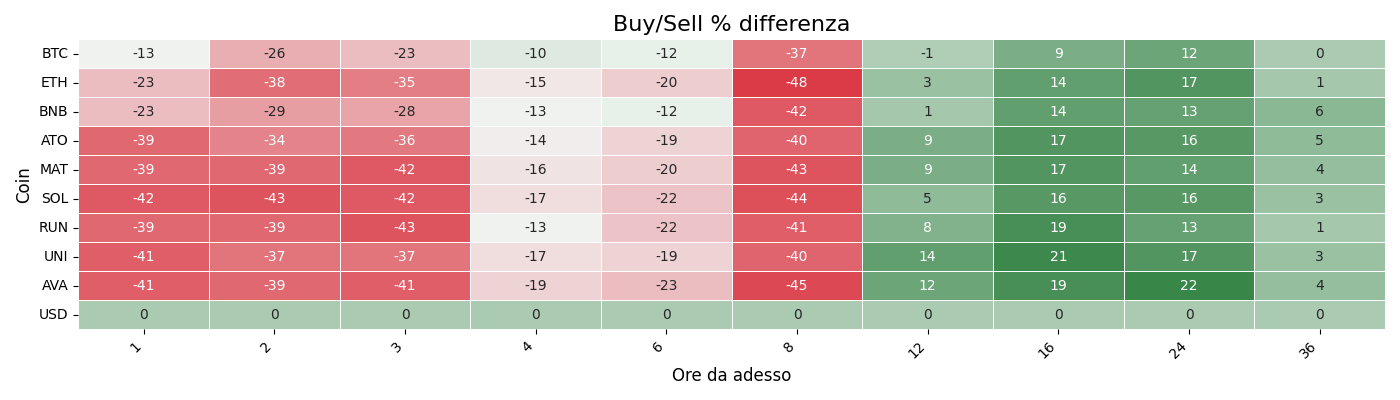 Buy/Sell % differenza
Coin
BTC -13 -26 -23 -10 -12 -37 -1 9 12 0
ETH -23 -38 -35 -15 -20 -48 3 14 17 1
BNB -23 -29 -28 -13 -12 -42 1 14 13 6
ATO -39 -34 -36 -14 -19 -40 9 17 16 5
MAT -39 -39 -42 -16 -20 -43 9 17 14 4
SOL -42 -43 -42 -17 -22 -44 5 16 16 3
RUN -39 -39 -43 -13 -22 -41 8 19 13 1
UNI -41 -37 -37 -17 -19 -40 14 21 17 3
AVA -41 -39 -41 -19 -23 -45 12 19 22 4
USD 0 0 0 0 0 0 0 0 0 0
1 2 3 4 6 8 12 16 24 36
Ore da adesso